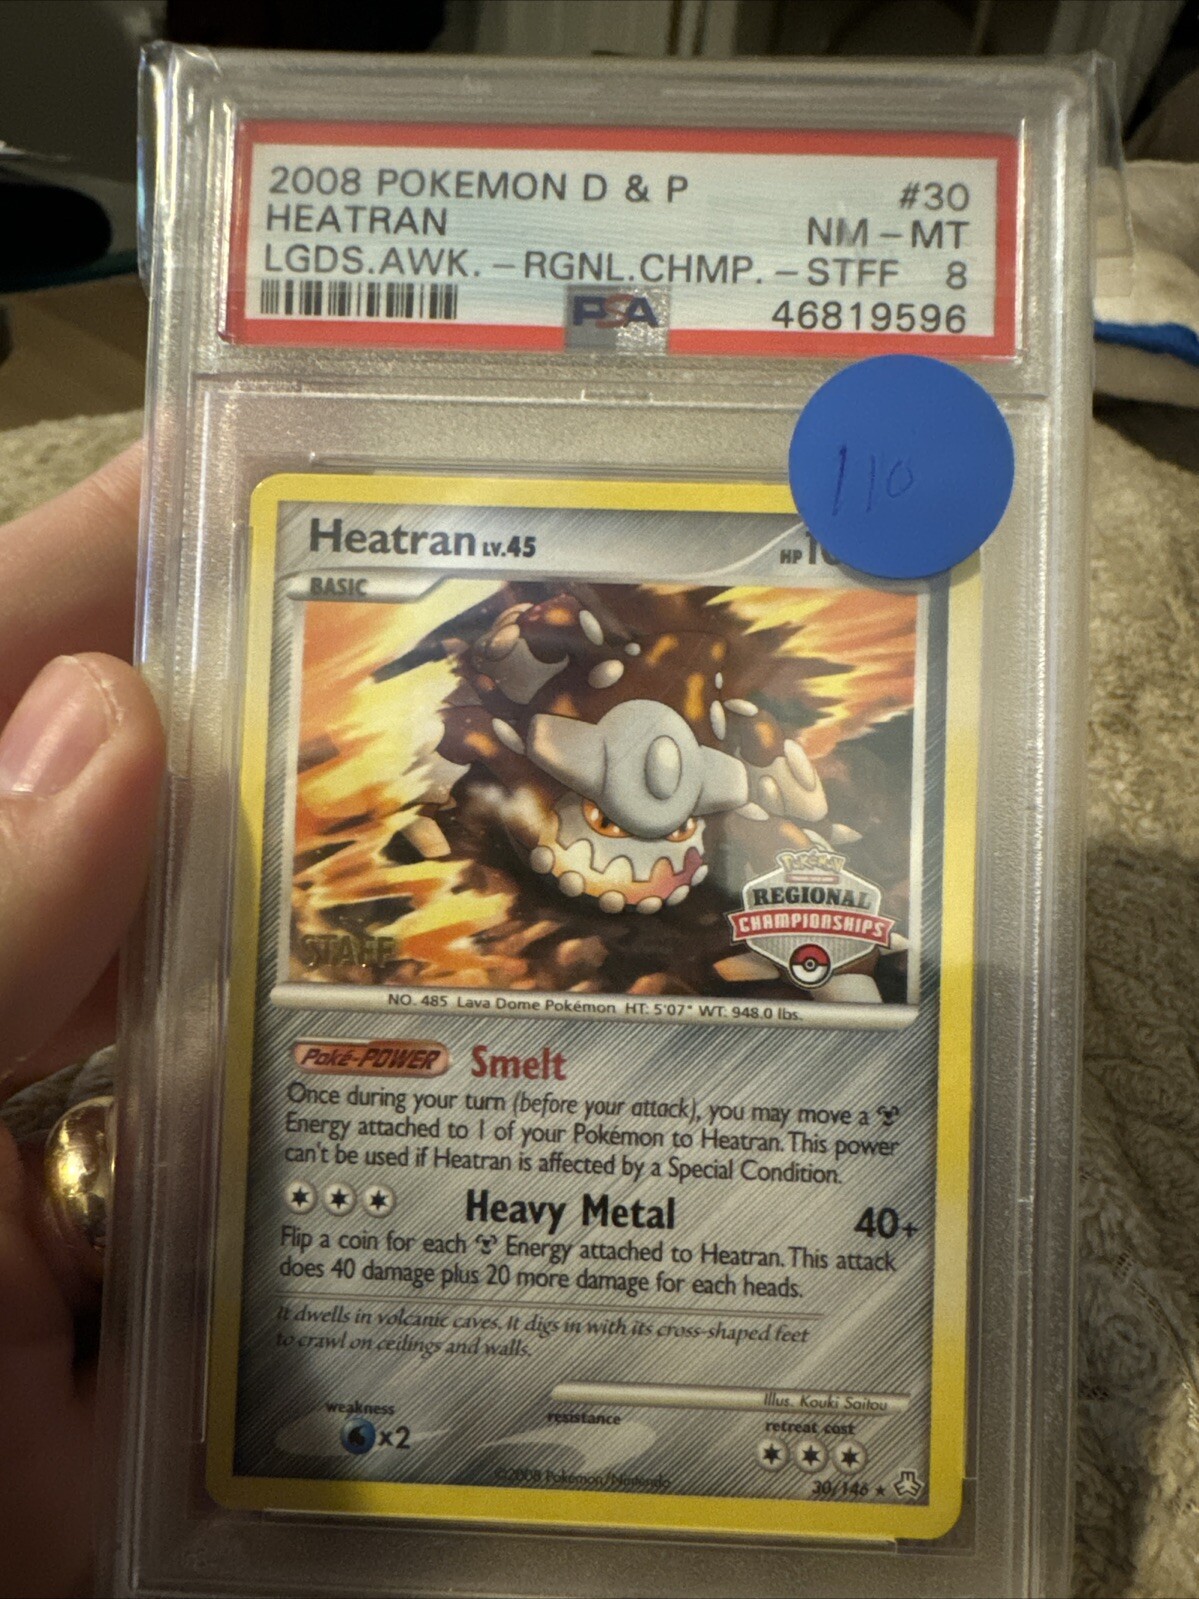 2008 POKEMON D & P #30
HEATRAN NM - MT
LGDS.AWK. - RGNL.CHMP. - STFF 8
PSA 46819596
110
Heatran LV.45 HP
BASIC
Pokémon
REGIONAL
CHAMPIONSHIPS
STAFF
NO. 485 Lava Dome Pokémon HT: 5'07" WT: 948.0 lbs.
Poké-POWER Smelt
Once during your turn (before your attack), you may move a
Energy attached to 1 of your Pokémon to Heatran. This power
can't be used if Heatran is affected by a Special Condition.
Heavy Metal 40+
Flip a coin for each Energy attached to Heatran. This attack
does 40 damage plus 20 more damage for each heads.
It dwells in volcanic caves. It digs in with its cross-shaped feet
to crawl on ceilings and walls.
Illus. Kouki Saitou
weakness resistance retreat cost
x2
©2008 Pokémon/Nintendo 30/146